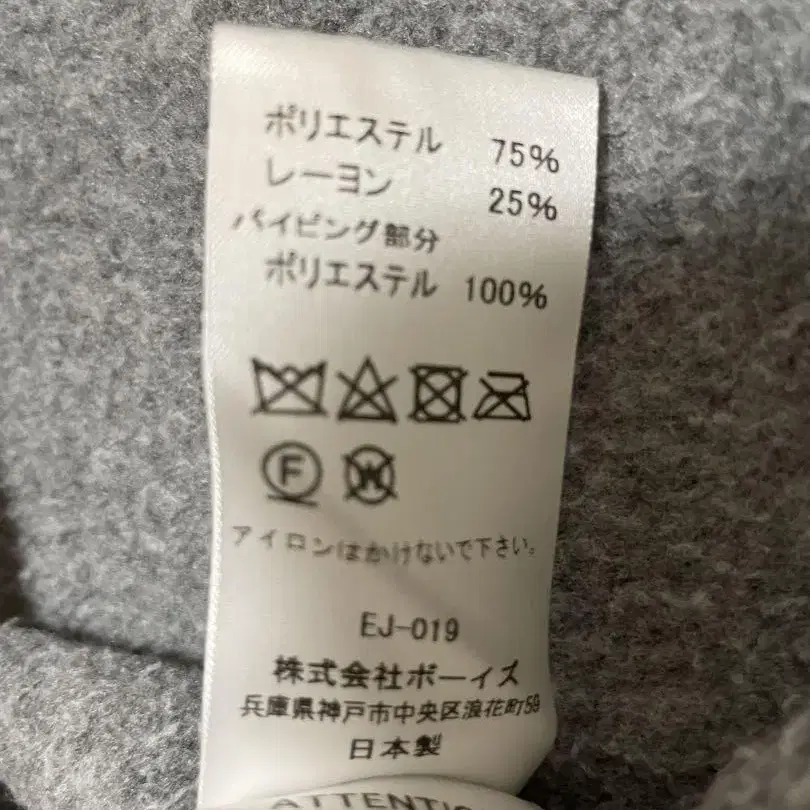 ポリエステル 75%
レーヨン 25%
パイピング部分
ポリエステル 100%
F W
アイロンはかけないで下さい。
EJ-019
株式会社ボーイズ
兵庫県神戸市中央区浪花町59
日本製